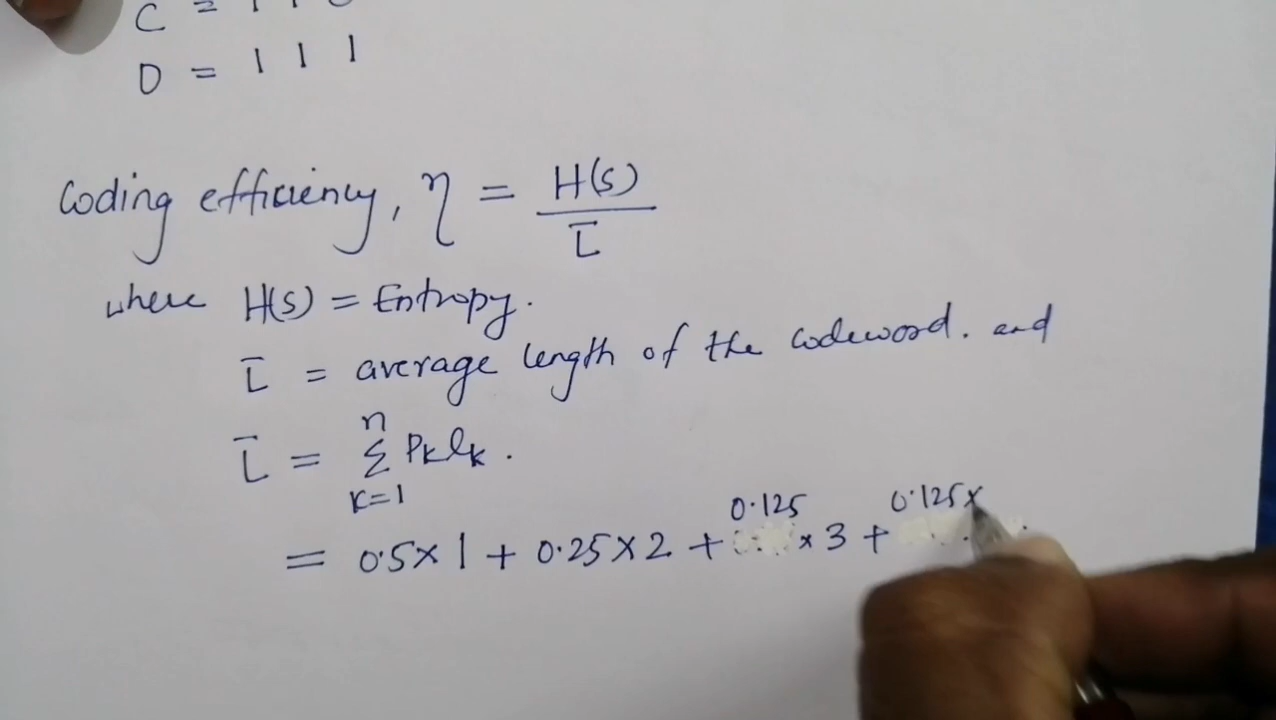 C = 1 1 0
D = 1 1 1
Coding efficiency, η = H(s) / L̄
where H(s) = Entropy.
L̄ = average length of the codeword. and
L̄ = Σ (k=1 to n) Pk lk.
= 0.5 × 1 + 0.25 × 2 + 0.125 × 3 + 0.125 ×